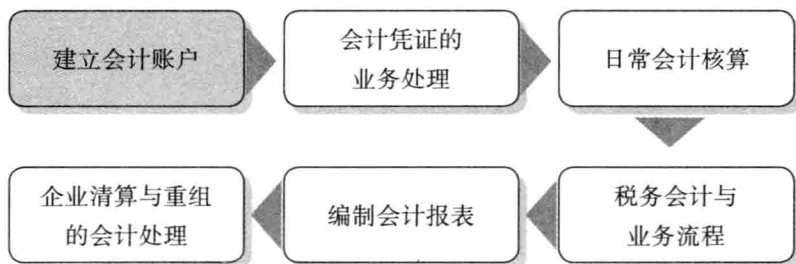 建立会计账户
会计凭证的
业务处理
日常会计核算
税务会计与
业务流程
编制会计报表
企业清算与重组
的会计处理